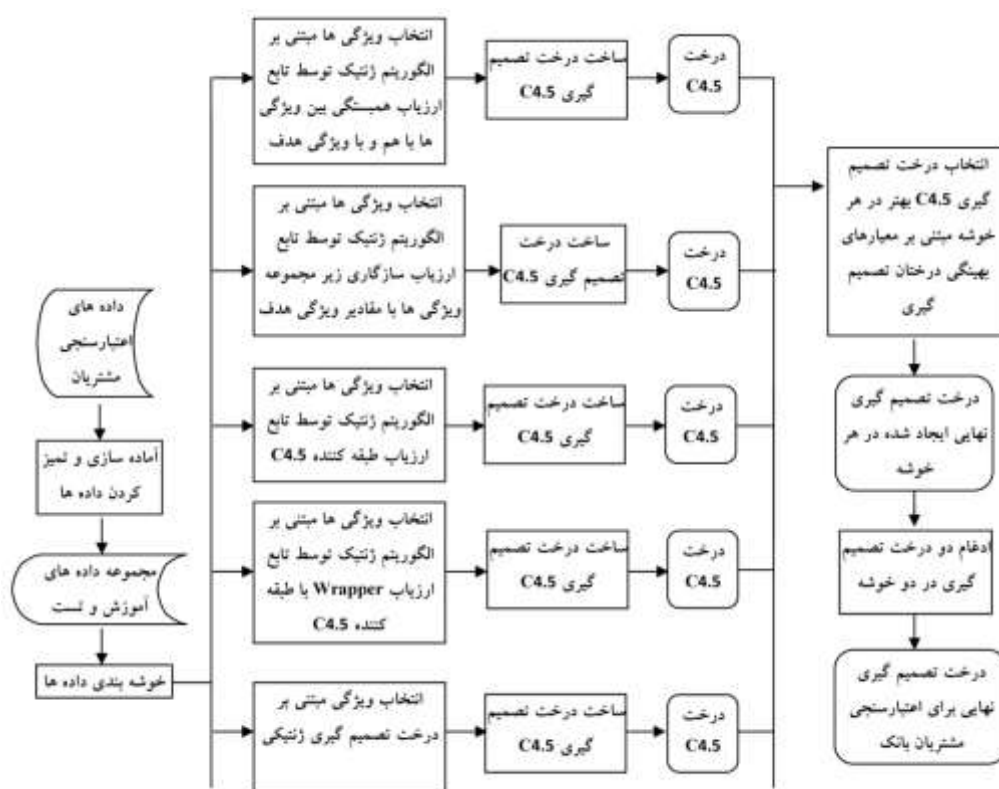 داده های
اعتبارسنجی
مشتریان
آماده سازی و تمیز
کردن داده ها
مجموعه داده های
آموزش و تست
خوشه بندی داده ها
انتخاب ویژگی ها مبتنی بر
الگوریتم ژنتیک توسط تابع
ارزیاب همبستگی بین ویژگی
ها با هم و با ویژگی هدف
ساخت درخت تصمیم
گیری C4.5
درخت
C4.5
انتخاب ویژگی ها مبتنی بر
الگوریتم ژنتیک توسط تابع
ارزیاب سازگاری زیر مجموعه
ویژگی ها با مقادیر ویژگی هدف
ساخت درخت
تصمیم گیری C4.5
درخت
C4.5
انتخاب ویژگی ها مبتنی بر
الگوریتم ژنتیک توسط تابع
ارزیاب طبقه کننده C4.5
ساخت درخت تصمیم
گیری C4.5
درخت
C4.5
انتخاب ویژگی ها مبتنی بر
الگوریتم ژنتیک توسط تابع
ارزیاب Wrapper با طبقه
کننده C4.5
ساخت درخت تصمیم
گیری C4.5
درخت
C4.5
انتخاب ویژگی مبتنی بر
درخت تصمیم گیری ژنتیکی
ساخت درخت تصمیم
گیری C4.5
درخت
C4.5
انتخاب درخت تصمیم
گیری C4.5 بهتر در هر
خوشه مبتنی بر معیارهای
بهینگی درختان تصمیم
گیری
درخت تصمیم گیری
نهایی ایجاد شده در هر
خوشه
ادغام دو درخت تصمیم
گیری در دو خوشه
درخت تصمیم گیری
نهایی برای اعتبارسنجی
مشتریان بانک